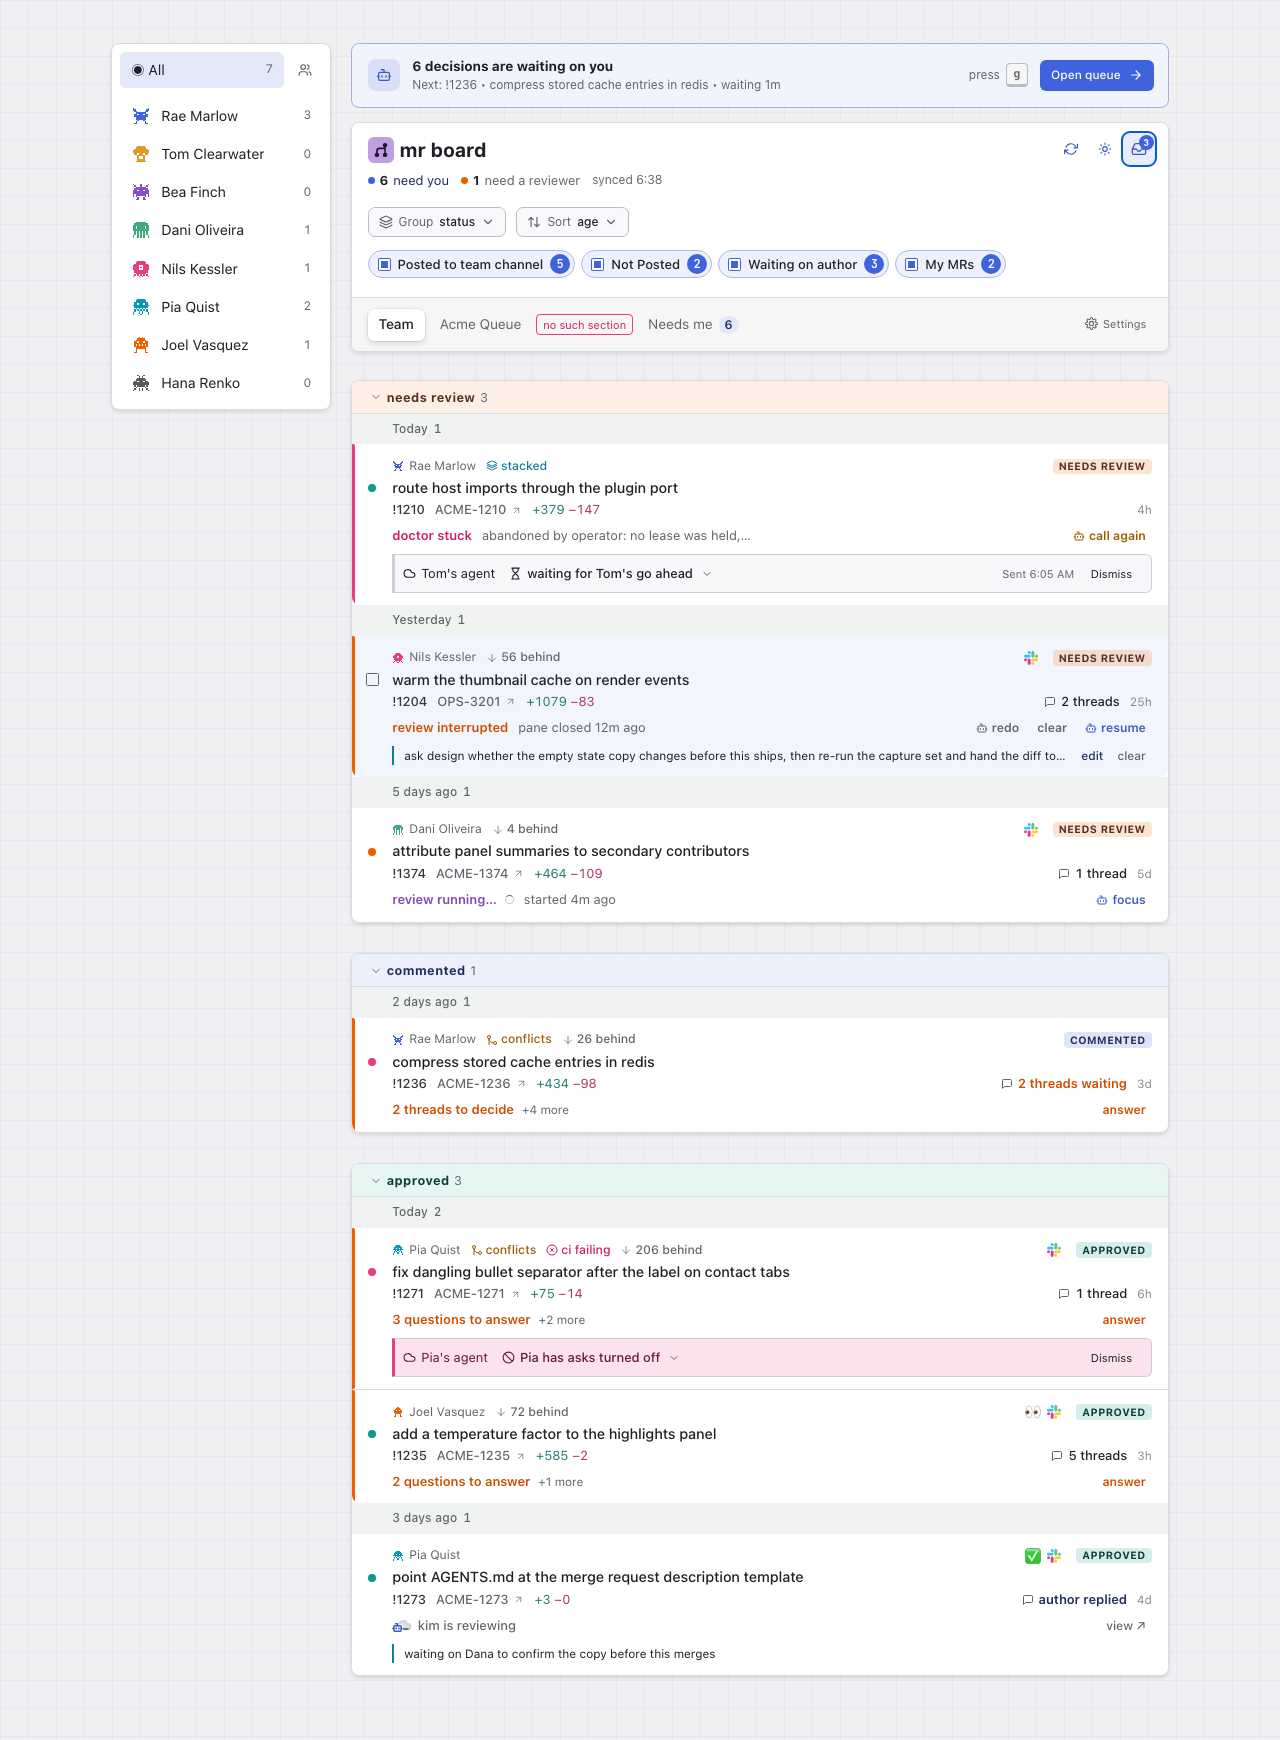 All 7
Rae Marlow 3
Tom Clearwater 0
Bea Finch 0
Dani Oliveira 1
Nils Kessler 1
Pia Quist 2
Joel Vasquez 1
Hana Renko 0
6 decisions are waiting on you
Next: !1236 • compress stored cache entries in redis • waiting 1m
press g Open queue
mr board
3
6 need you 1 need a reviewer synced 6:38
Group status Sort age
Posted to team channel 5 Not Posted 2 Waiting on author 3 My MRs 2
Team Acme Queue no such section Needs me 6 Settings
needs review 3
Today 1
Rae Marlow stacked NEEDS REVIEW
route host imports through the plugin port
!1210 ACME-1210 ↗ +379 −147 4h
doctor stuck abandoned by operator: no lease was held,... call again
Tom's agent waiting for Tom's go ahead Sent 6:05 AM Dismiss
Yesterday 1
Nils Kessler ↓ 56 behind NEEDS REVIEW
warm the thumbnail cache on render events
!1204 OPS-3201 ↗ +1079 −83 2 threads 25h
review interrupted pane closed 12m ago redo clear resume
ask design whether the empty state copy changes before this ships, then re-run the capture set and hand the diff to... edit clear
5 days ago 1
Dani Oliveira ↓ 4 behind NEEDS REVIEW
attribute panel summaries to secondary contributors
!1374 ACME-1374 ↗ +464 −109 1 thread 5d
review running... started 4m ago focus
commented 1
2 days ago 1
Rae Marlow conflicts ↓ 26 behind COMMENTED
compress stored cache entries in redis
!1236 ACME-1236 ↗ +434 −98 2 threads waiting 3d
2 threads to decide +4 more answer
approved 3
Today 2
Pia Quist conflicts ci failing ↓ 206 behind APPROVED
fix dangling bullet separator after the label on contact tabs
!1271 ACME-1271 ↗ +75 −14 1 thread 6h
3 questions to answer +2 more answer
Pia's agent Pia has asks turned off Dismiss
Joel Vasquez ↓ 72 behind APPROVED
add a temperature factor to the highlights panel
!1235 ACME-1235 ↗ +585 −2 5 threads 3h
2 questions to answer +1 more answer
3 days ago 1
Pia Quist APPROVED
point AGENTS.md at the merge request description template
!1273 ACME-1273 ↗ +3 −0 author replied 4d
kim is reviewing view ↗
waiting on Dana to confirm the copy before this merges